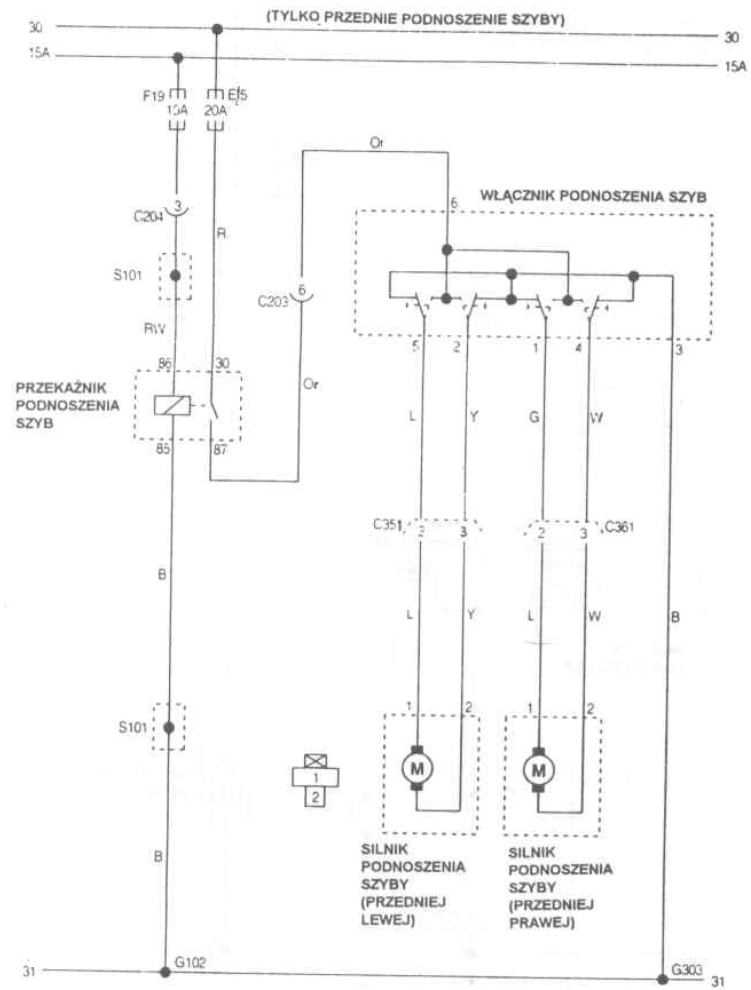 (TYLKO PRZEDNIE PODNOSZENIE SZYBY)
30
30
15A
15A
F19
10A
20A
Or
C204
3
R
WŁĄCZNIK PODNOSZENIA SZYB
6
S101
6
C203
RW
5
2
1
4
3
86
30
PRZEKAŹNIK
PODNOSZENIA
SZYB
Or
85
87
L
Y
G
W
C351
3
2
3
C361
B
L
Y
L
W
B
S101
1
2
1
2
M
M
1
2
B
SILNIK
PODNOSZENIA
SZYBY
(PRZEDNIEJ
LEWEJ)
SILNIK
PODNOSZENIA
SZYBY
(PRZEDNIEJ
PRAWEJ)
31
G102
G303
31